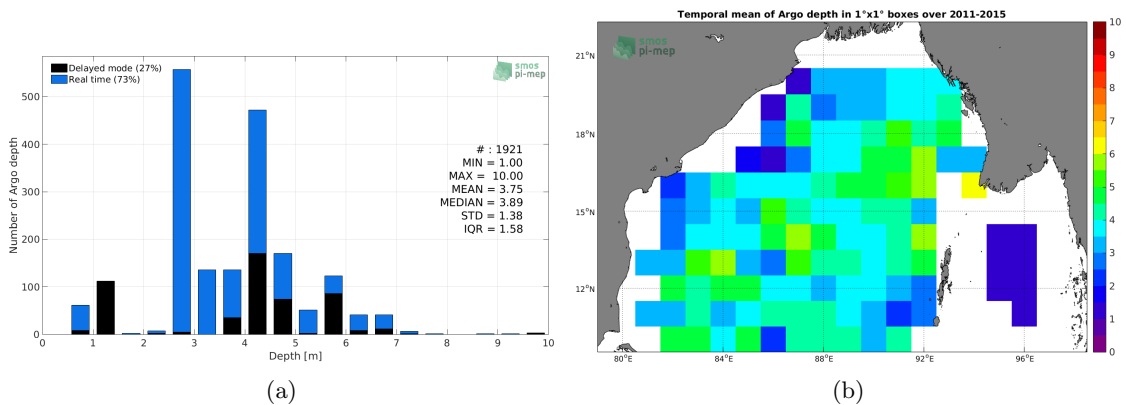 Delayed mode (27%)
Real time (73%)
smos
pi-mep
Number of Argo depth
500
400
300
200
100
0
# : 1921
MIN = 1.00
MAX = 10.00
MEAN = 3.75
MEDIAN = 3.89
STD = 1.38
IQR = 1.58
0 1 2 3 4 5 6 7 8 9 10
Depth [m]
(a)
Temporal mean of Argo depth in 1°x1° boxes over 2011-2015
smos
pi-mep
21°N
18°N
15°N
12°N
80°E 84°E 88°E 92°E 96°E
10
9
8
7
6
5
4
3
2
1
0
(b)